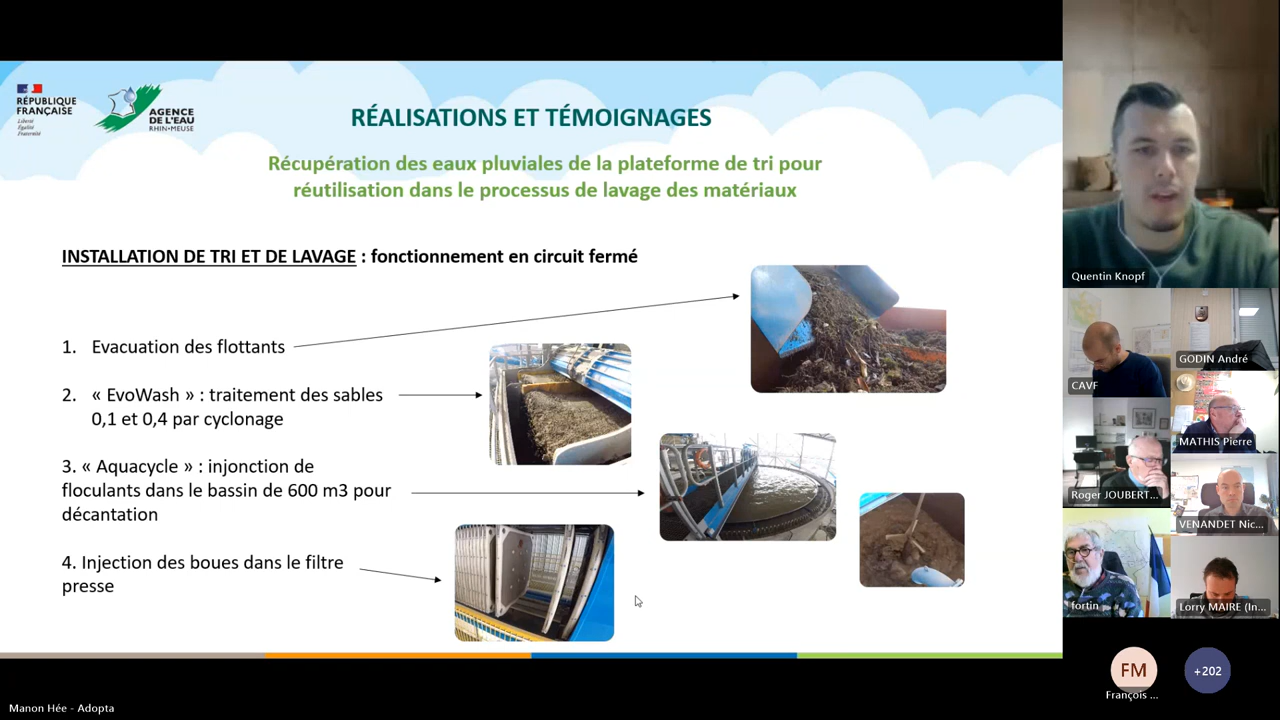 RÉPUBLIQUE
FRANÇAISE
Liberté
Égalité
Fraternité
AGENCE
DE L'EAU
RHIN•MEUSE
RÉALISATIONS ET TÉMOIGNAGES
Récupération des eaux pluviales de la plateforme de tri pour
réutilisation dans le processus de lavage des matériaux
INSTALLATION DE TRI ET DE LAVAGE : fonctionnement en circuit fermé
1. Evacuation des flottants
2. « EvoWash » : traitement des sables
0,1 et 0,4 par cyclonage
3. « Aquacycle » : injonction de
floculants dans le bassin de 600 m3 pour
décantation
4. Injection des boues dans le filtre
presse
Quentin Knopf
CAVF
GODIN André
MATHIS Pierre
Roger JOUBERT...
VENANDET Nic...
fortin
Lorry MAIRE (In...
FM
François ...
+202
Manon Hée - Adopta